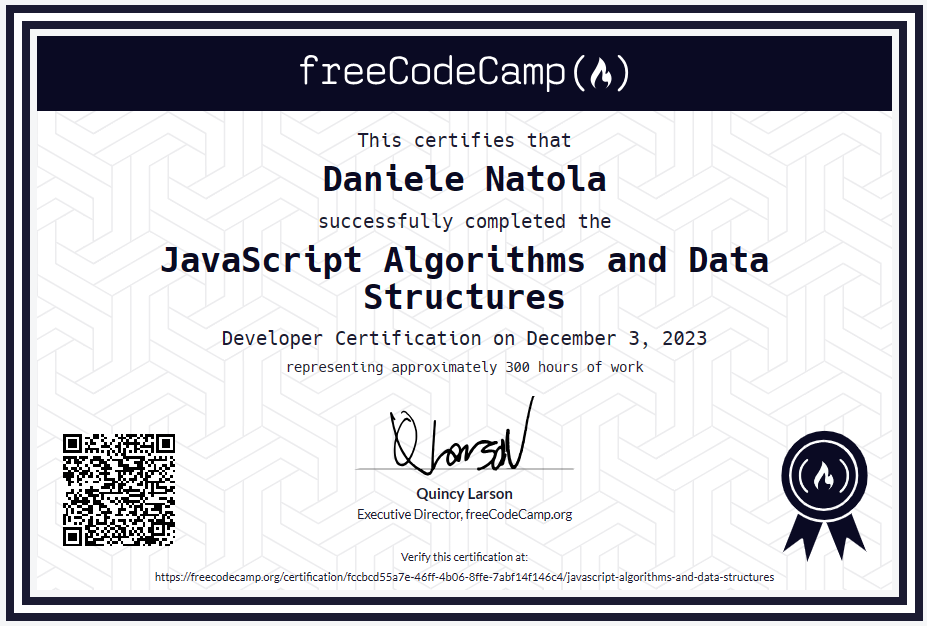 freeCodeCamp
This certifies that
Daniele Natola
successfully completed the
JavaScript Algorithms and Data
Structures
Developer Certification on December 3, 2023
representing approximately 300 hours of work
Quincy Larson
Executive Director, freeCodeCamp.org
Verify this certification at:
https://freecodecamp.org/certification/fccbcd55a7e-46ff-4b06-8ffe-7abf14f146c4/javascript-algorithms-and-data-structures